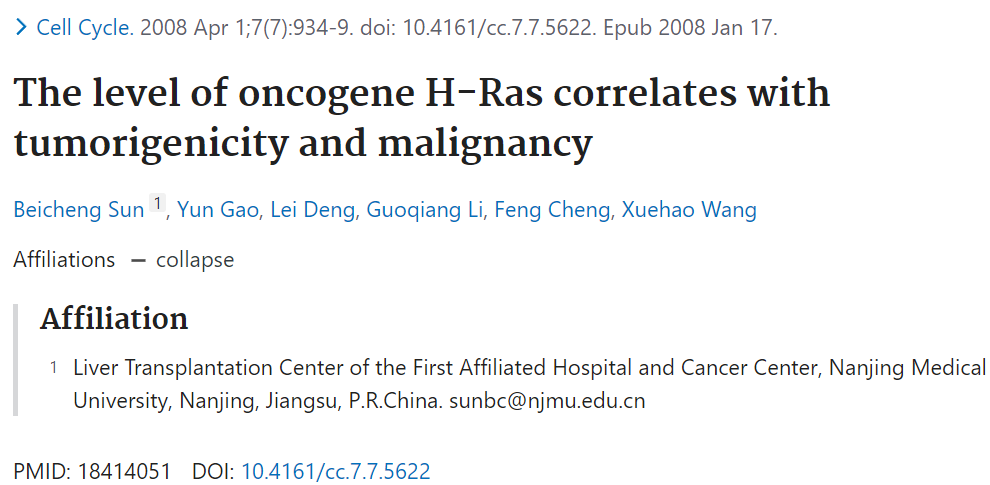 Cell Cycle. 2008 Apr 1;7(7):934-9. doi: 10.4161/cc.7.7.5622. Epub 2008 Jan 17.
The level of oncogene H-Ras correlates with
tumorigenicity and malignancy
Beicheng Sun 1, Yun Gao, Lei Deng, Guoqiang Li, Feng Cheng, Xuehao Wang
Affiliations — collapse
Affiliation
1 Liver Transplantation Center of the First Affiliated Hospital and Cancer Center, Nanjing Medical
University, Nanjing, Jiangsu, P.R.China. sunbc@njmu.edu.cn
PMID: 18414051 DOI: 10.4161/cc.7.7.5622